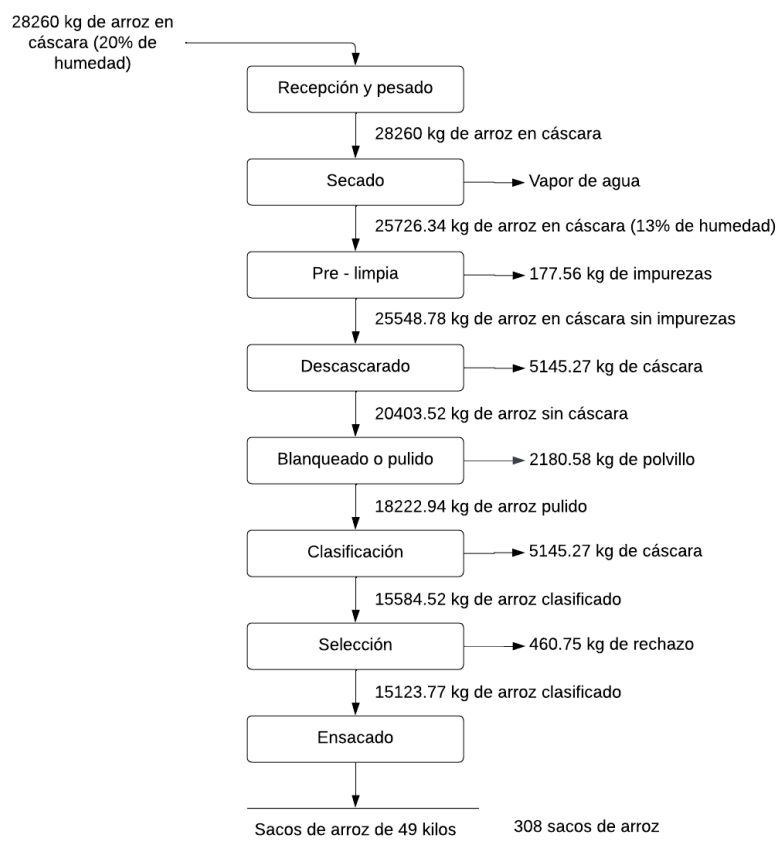 28260 kg de arroz en
cáscara (20% de
humedad)
Recepción y pesado
28260 kg de arroz en cáscara
Secado
Vapor de agua
25726.34 kg de arroz en cáscara (13% de humedad)
Pre - limpia
177.56 kg de impurezas
25548.78 kg de arroz en cáscara sin impurezas
Descascarado
5145.27 kg de cáscara
20403.52 kg de arroz sin cáscara
Blanqueado o pulido
2180.58 kg de polvillo
18222.94 kg de arroz pulido
Clasificación
5145.27 kg de cáscara
15584.52 kg de arroz clasificado
Selección
460.75 kg de rechazo
15123.77 kg de arroz clasificado
Ensacado
Sacos de arroz de 49 kilos
308 sacos de arroz